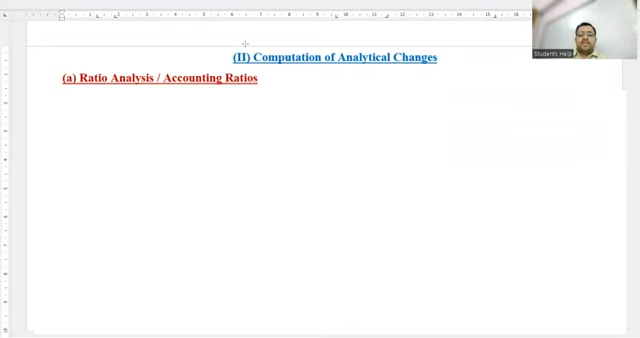 (II) Computation of Analytical Changes
Students Help
(a) Ratio Analysis / Accounting Ratios